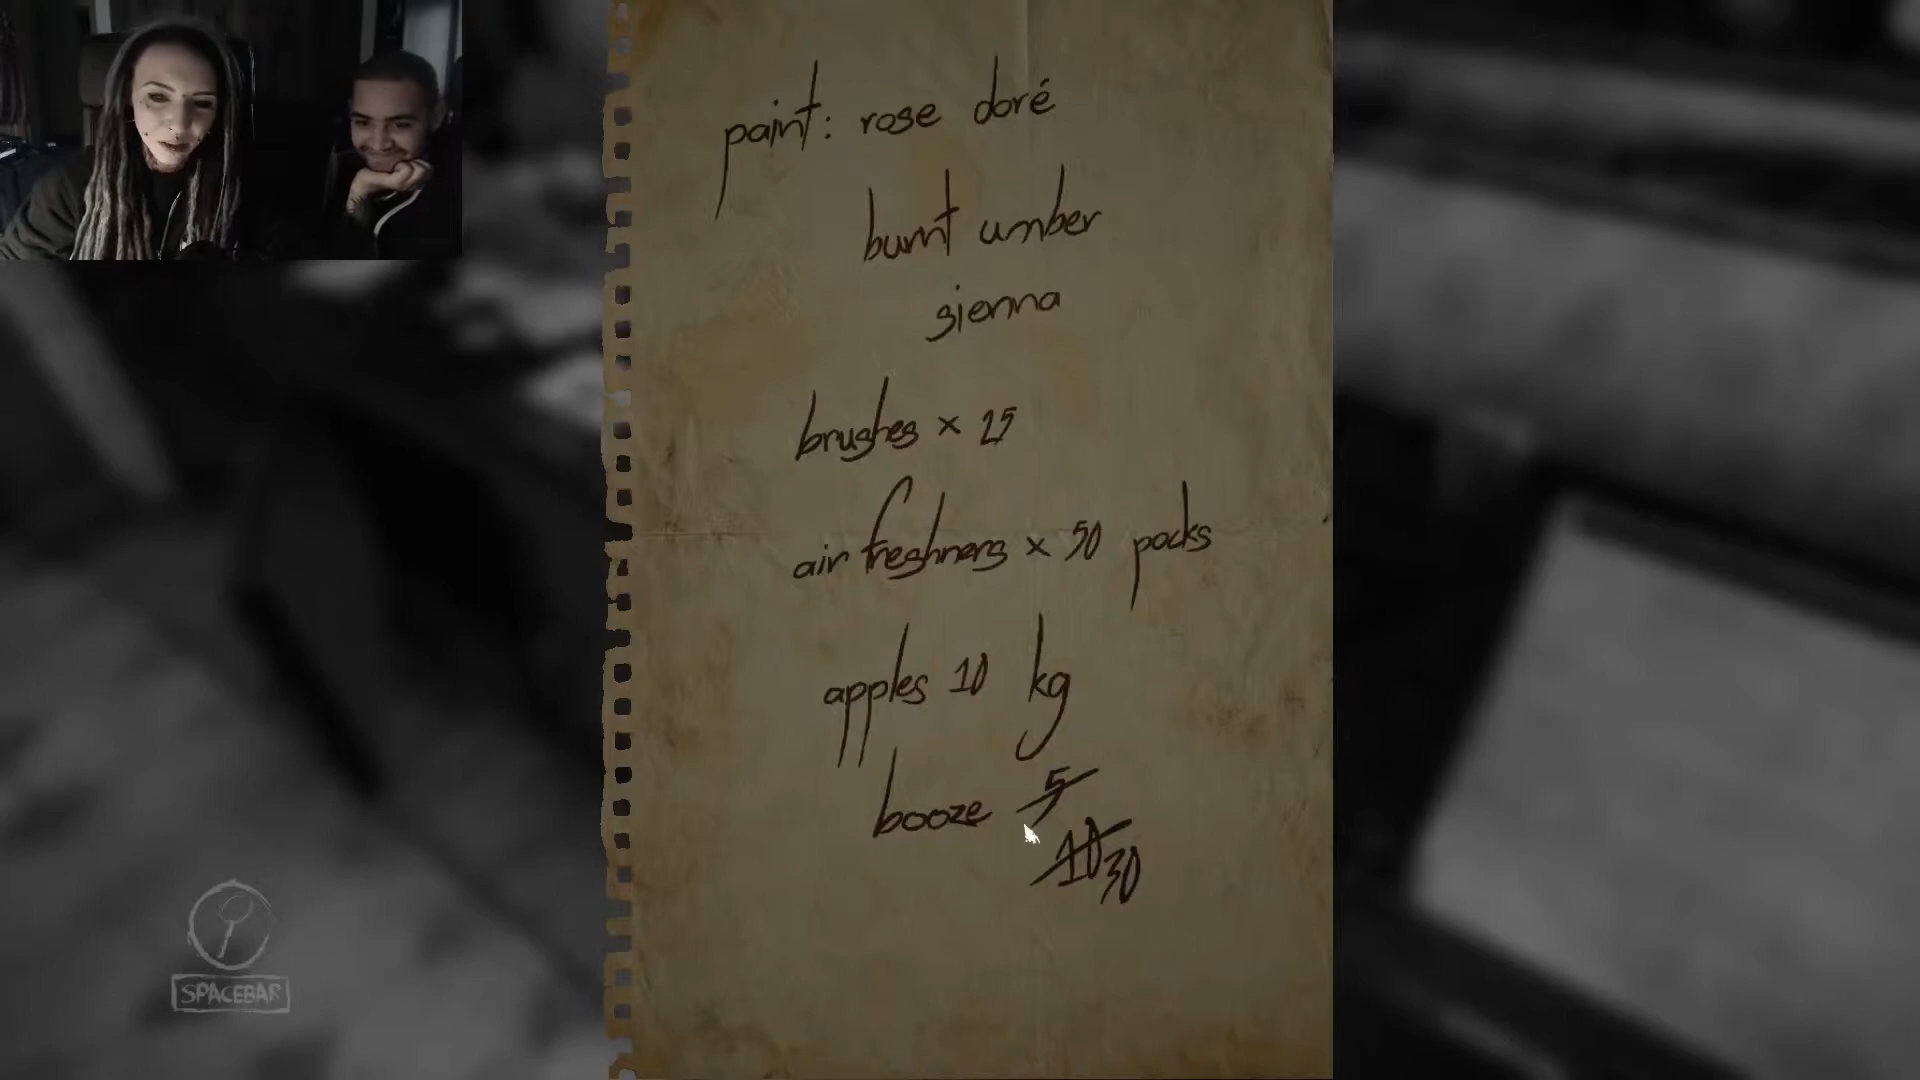 paint: rose doré
burnt umber
sienna
brushes × 25
air freshners × 50 packs
apples 10 kg
booze 5
10 30
SPACEBAR